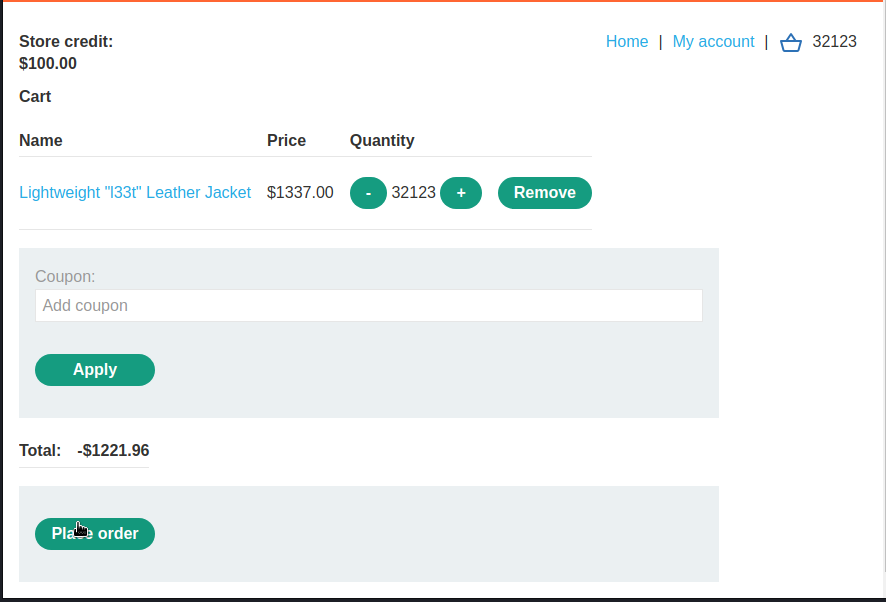 Store credit:
$100.00
Home | My account | 32123
Cart
Name Price Quantity
Lightweight "l33t" Leather Jacket $1337.00 - 32123 + Remove
Coupon:
Add coupon
Apply
Total: -$1221.96
Place order